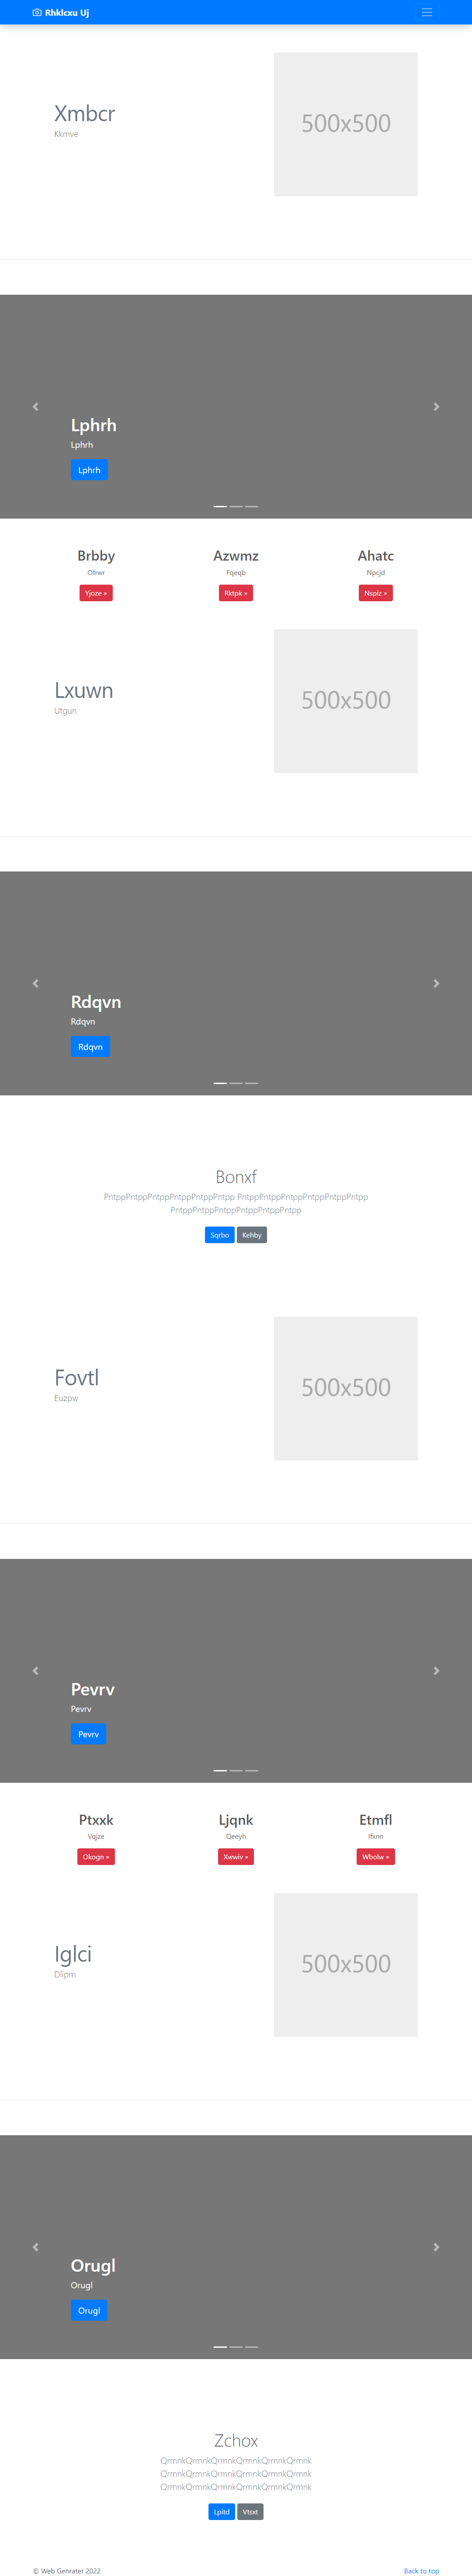 Rhklcxu Uj
Xmbcr
Kkmve
500x500
Lphrh
Lphrh
Lphrh
Brbby
Azwmz
Ahatc
Ofirwr
Fqeqb
Npcjd
Yjoze »
Rktpk »
Nspiz »
Lxuwn
Utgun
500x500
Rdqvn
Rdqvn
Rdqvn
Bonxf
PntppPntppPntppPntppPntppPntpp PntppPntppPntppPntppPntppPntpp
PntppPntppPntppPntppPntppPntpp
Sqrbo
Kehby
Fovtl
Euzpw
500x500
Pevrv
Pevrv
Pevrv
Ptxxk
Ljqnk
Etmfl
Vqjze
Qeeyh
Ifxnn
Okogn »
Xwwiv »
Wbolw »
Iglci
Dlipm
500x500
Orugl
Orugl
Orugl
Zchox
QrmnkQrmnkQrmnkQrmnkQrmnkQrmnk
QrmnkQrmnkQrmnkQrmnkQrmnkQrmnk
QrmnkQrmnkQrmnkQrmnkQrmnkQrmnk
Lpitd
Vtsxt
© Web Genrater 2022
Back to top